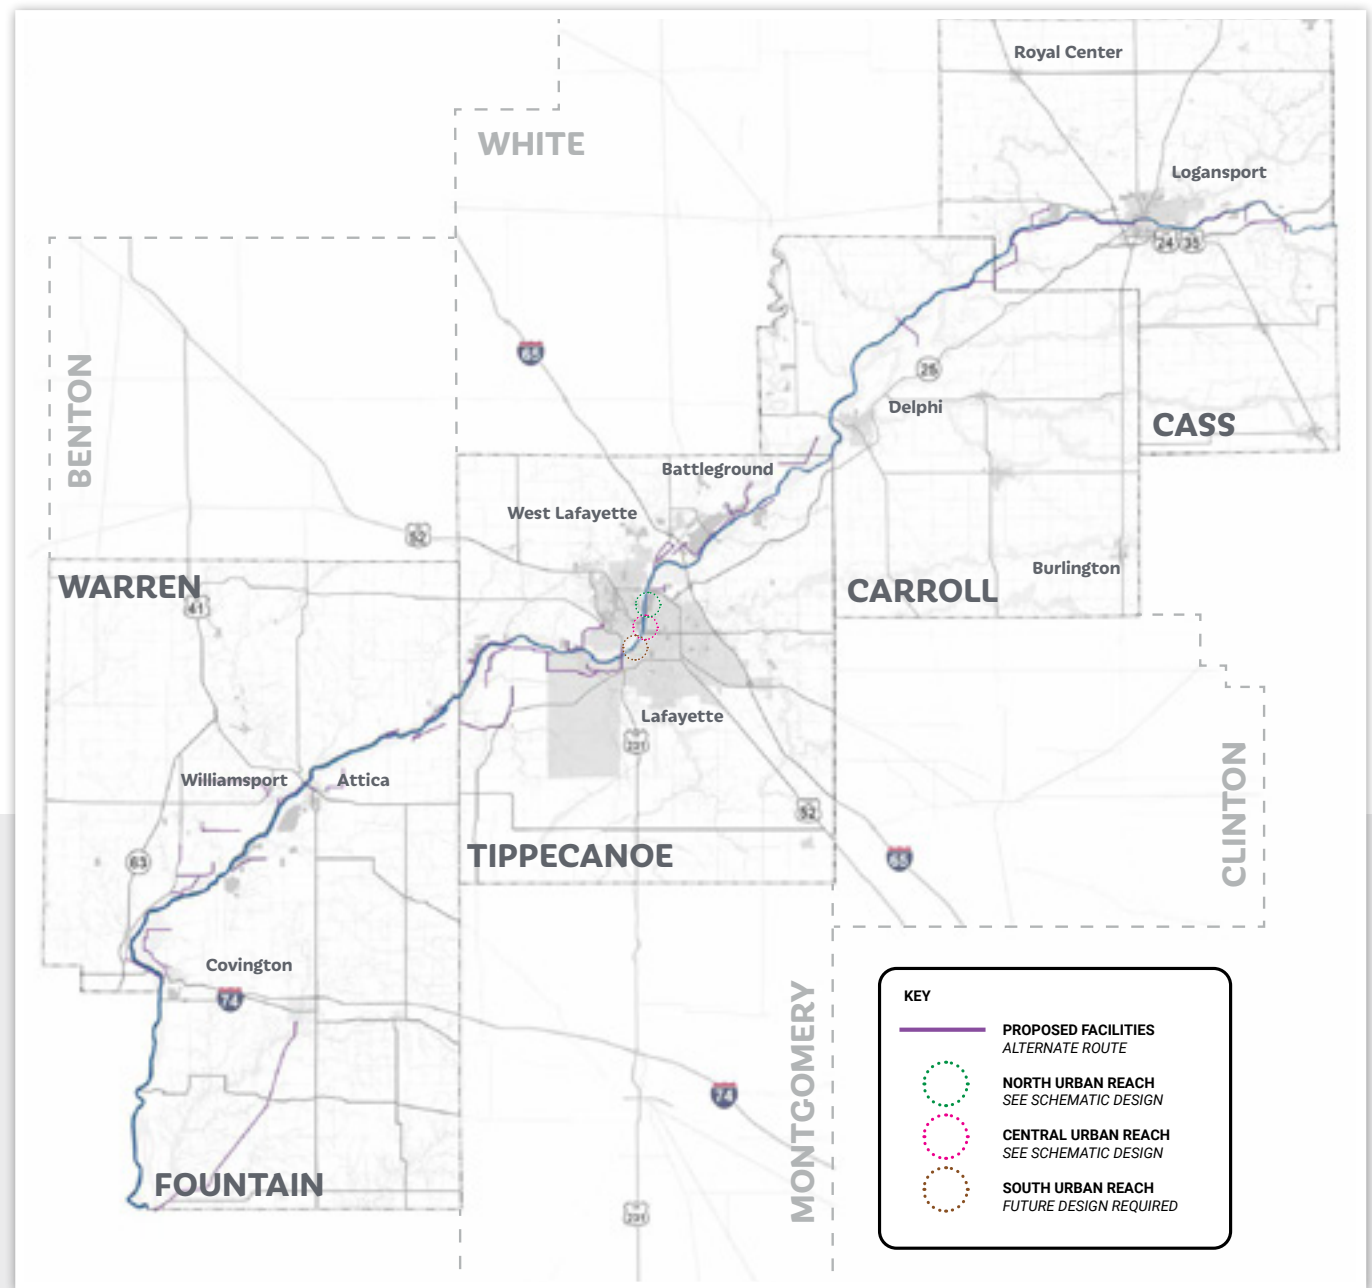 Royal Center
WHITE
Logansport
24
35
65
BENTON
25
Delphi
CASS
Battleground
West Lafayette
52
WARREN
41
Burlington
CARROLL
Lafayette
231
Williamsport
Attica
52
CLINTON
TIPPECANOE
63
65
Covington
74
MONTGOMERY
74
FOUNTAIN
231
KEY
PROPOSED FACILITIES
ALTERNATE ROUTE
NORTH URBAN REACH
SEE SCHEMATIC DESIGN
CENTRAL URBAN REACH
SEE SCHEMATIC DESIGN
SOUTH URBAN REACH
FUTURE DESIGN REQUIRED